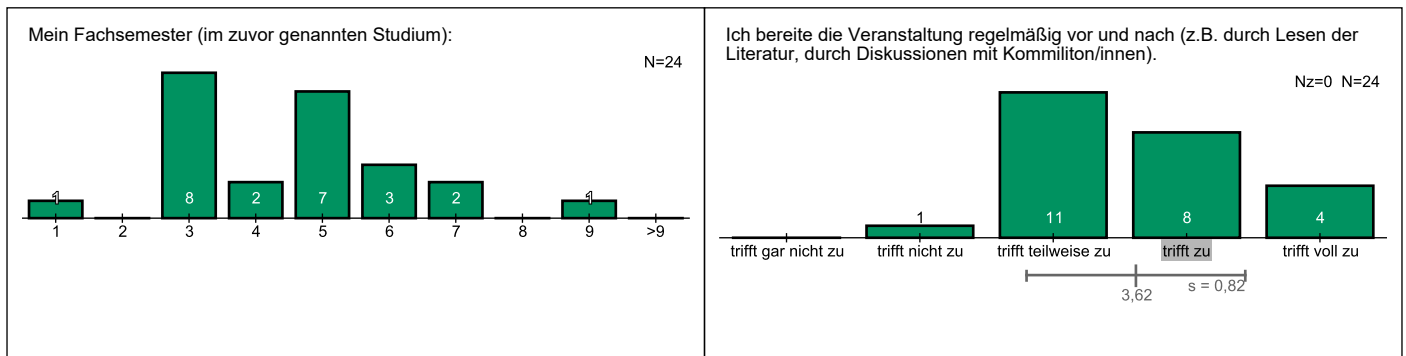 Mein Fachsemester (im zuvor genannten Studium):
N=24
1 8 2 7 3 2 1
1 2 3 4 5 6 7 8 9 >9
Ich bereite die Veranstaltung regelmäßig vor und nach (z.B. durch Lesen der
Literatur, durch Diskussionen mit Kommiliton/innen).
Nz=0 N=24
1 11 8 4
trifft gar nicht zu trifft nicht zu trifft teilweise zu trifft zu trifft voll zu
s = 0,82
3,62